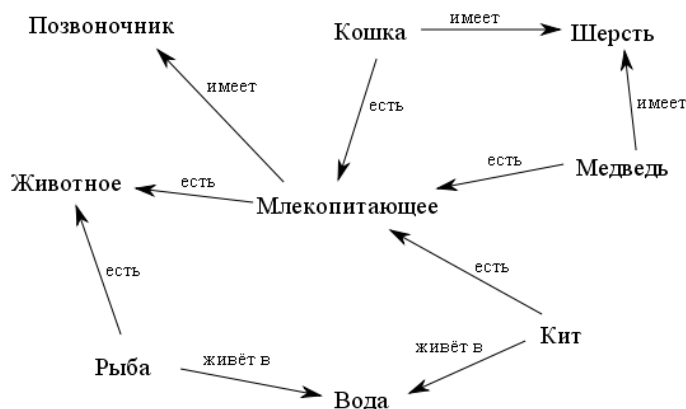 Позвоночник
Кошка
имеет
Шерсть
имеет
есть
имеет
есть
Медведь
Животное
есть
Млекопитающее
есть
есть
Кит
Рыба
живёт в
живёт в
Вода